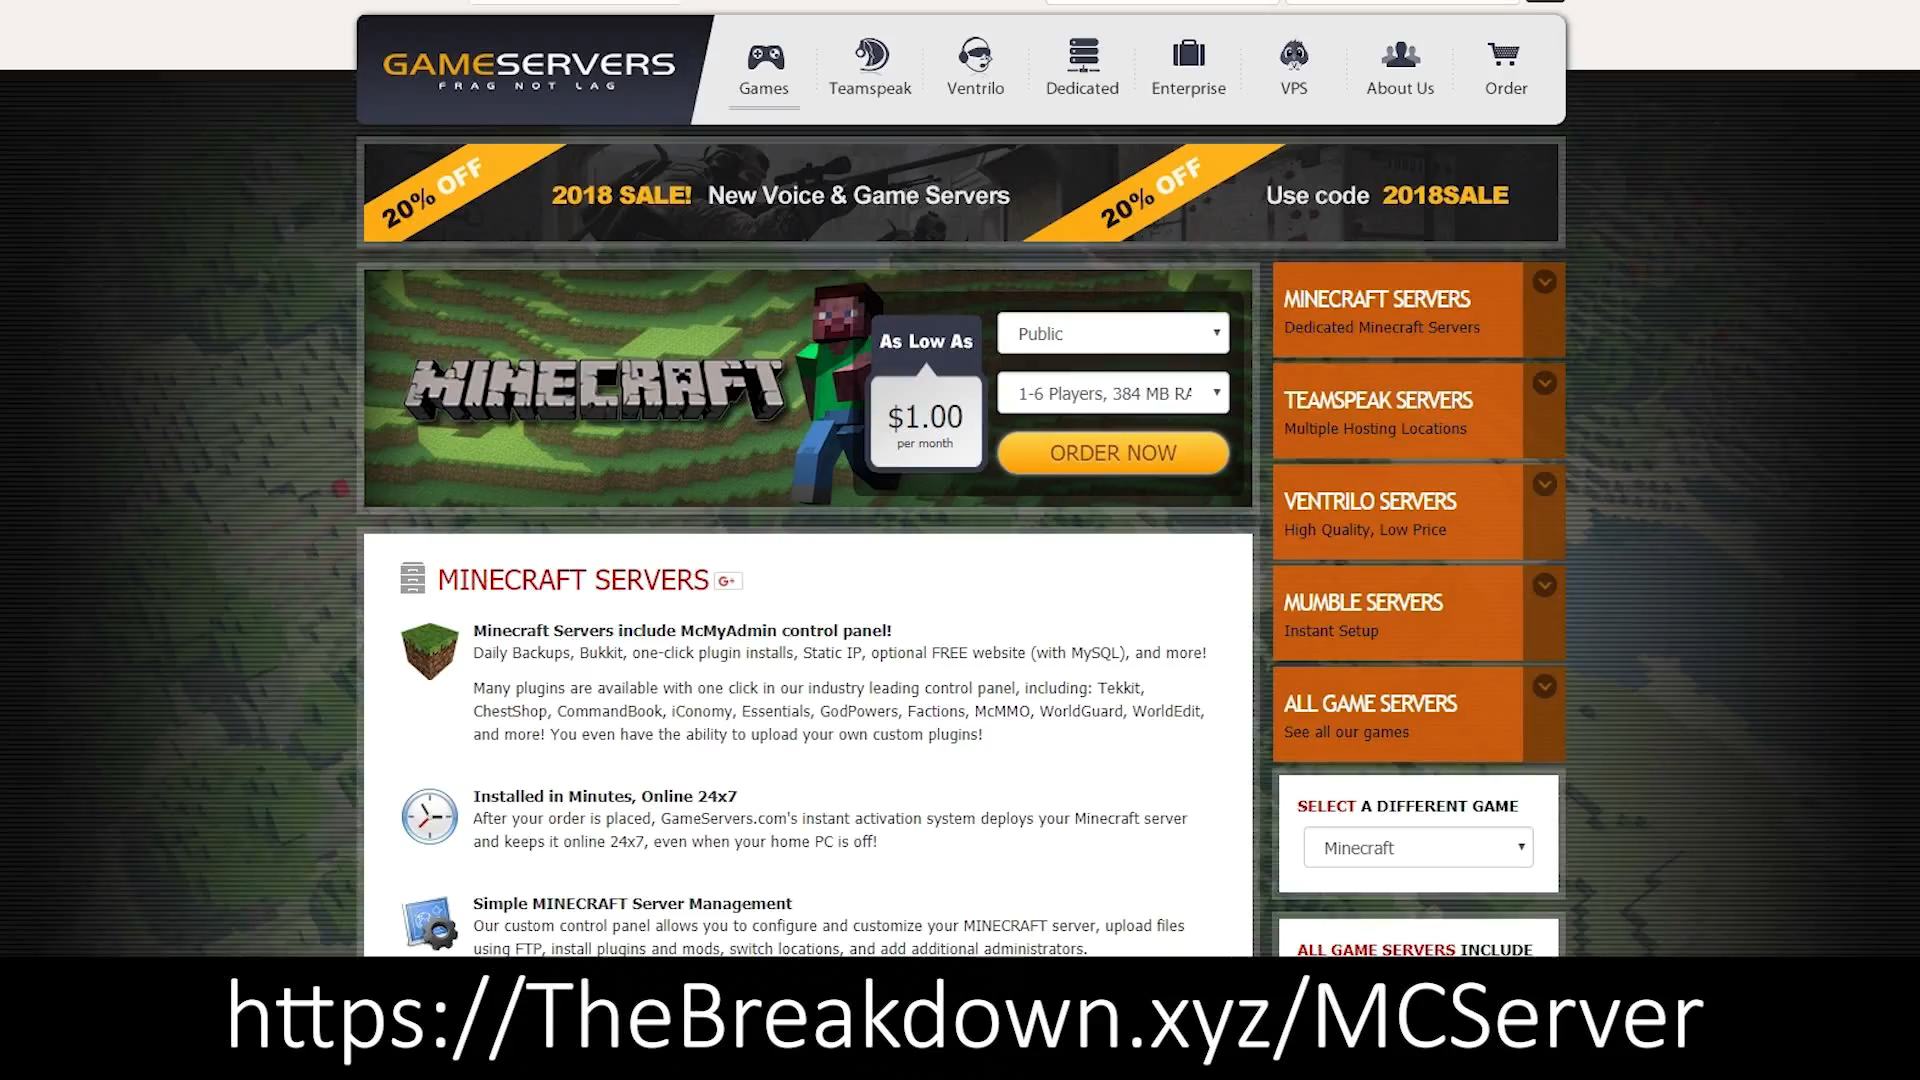 GAMESERVERS
FRAG NOT LAG
Games
Teamspeak
Ventrilo
Dedicated
Enterprise
VPS
About Us
Order
20% OFF
2018 SALE! New Voice & Game Servers
20% OFF
Use code 2018SALE
MINECRAFT
As Low As
$1.00
per month
Public
1-6 Players, 384 MB RA
ORDER NOW
MINECRAFT SERVERS
Dedicated Minecraft Servers
TEAMSPEAK SERVERS
Multiple Hosting Locations
VENTRILO SERVERS
High Quality, Low Price
MUMBLE SERVERS
Instant Setup
ALL GAME SERVERS
See all our games
SELECT A DIFFERENT GAME
Minecraft
ALL GAME SERVERS INCLUDE
MINECRAFT SERVERS G+
Minecraft Servers include McMyAdmin control panel!
Daily Backups, Bukkit, one-click plugin installs, Static IP, optional FREE website (with MySQL), and more!
Many plugins are available with one click in our industry leading control panel, including: Tekkit,
ChestShop, CommandBook, iConomy, Essentials, GodPowers, Factions, McMMO, WorldGuard, WorldEdit,
and more! You even have the ability to upload your own custom plugins!
Installed in Minutes, Online 24x7
After your order is placed, GameServers.com's instant activation system deploys your Minecraft server
and keeps it online 24x7, even when your home PC is off!
Simple MINECRAFT Server Management
Our custom control panel allows you to configure and customize your MINECRAFT server, upload files
using FTP, install plugins and mods, switch locations, and add additional administrators.
https://TheBreakdown.xyz/MCServer